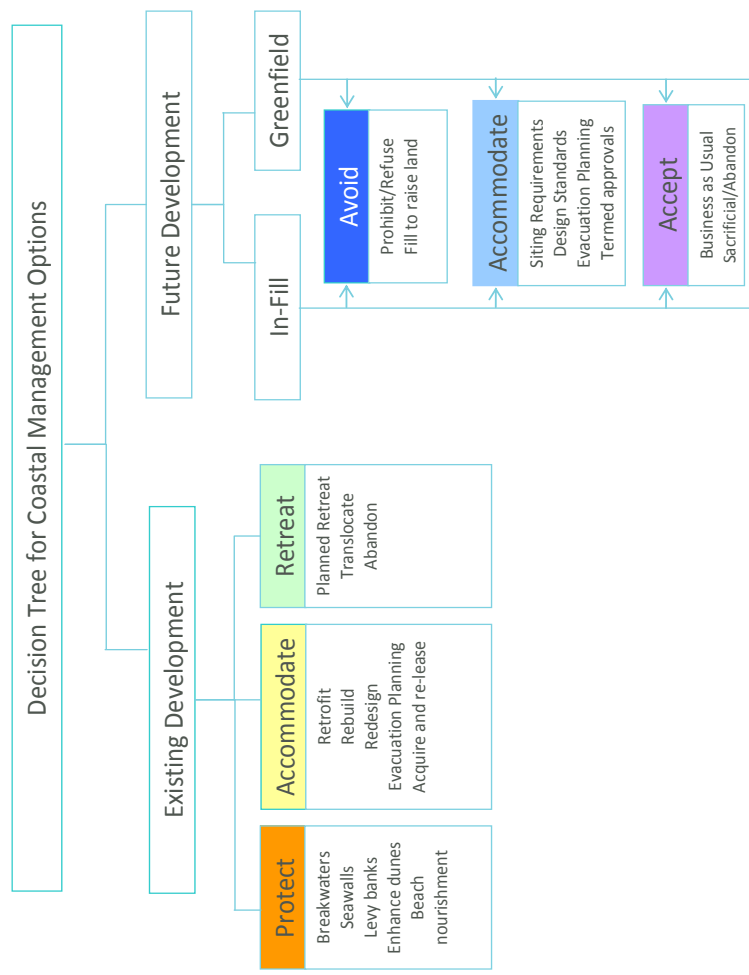 Decision Tree for Coastal Management Options
Existing Development
Future Development
Protect
Breakwaters
Seawalls
Levy banks
Enhance dunes
Beach
nourishment
Accommodate
Retrofit
Rebuild
Redesign
Evacuation Planning
Acquire and re-lease
Retreat
Planned Retreat
Translocate
Abandon
In-Fill
Greenfield
Avoid
Prohibit/Refuse
Fill to raise land
Accommodate
Siting Requirements
Design Standards
Evacuation Planning
Termed approvals
Accept
Business as Usual
Sacrificial/Abandon